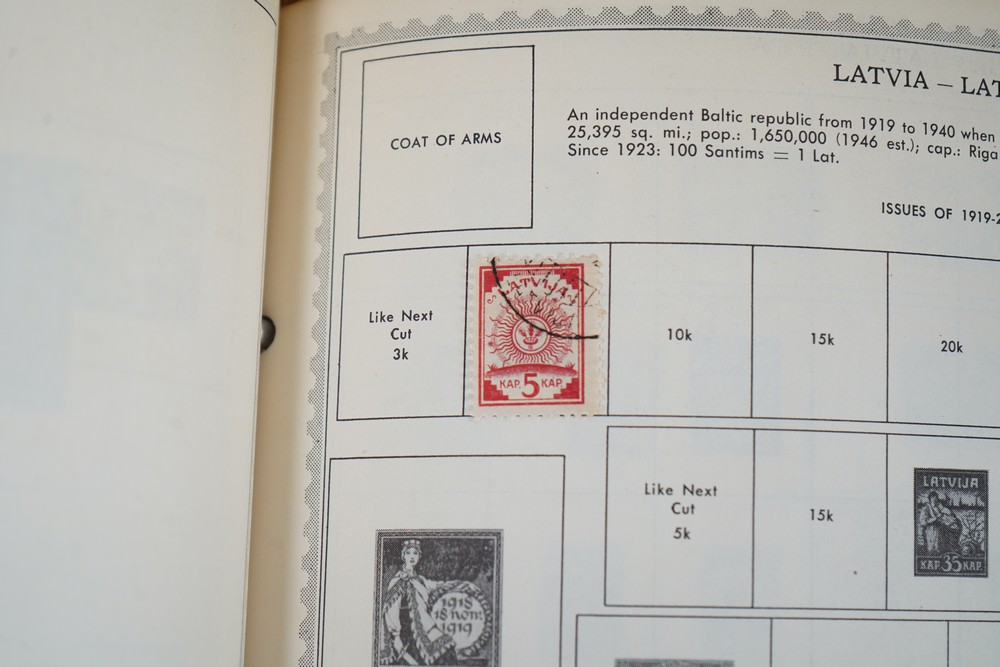 LATVIA – LAT
COAT OF ARMS
An independent Baltic republic from 1919 to 1940 when
25,395 sq. mi.; pop.: 1,650,000 (1946 est.); cap.: Riga
Since 1923: 100 Santims = 1 Lat.
ISSUES OF 1919-2
Like Next
Cut
3k
LATVIJA
KAP. 5 KAP.
10k
15k
20k
Like Next
Cut
5k
15k
LATVIJA
KAP. 35 KAP.
1918
18 nov:
1919